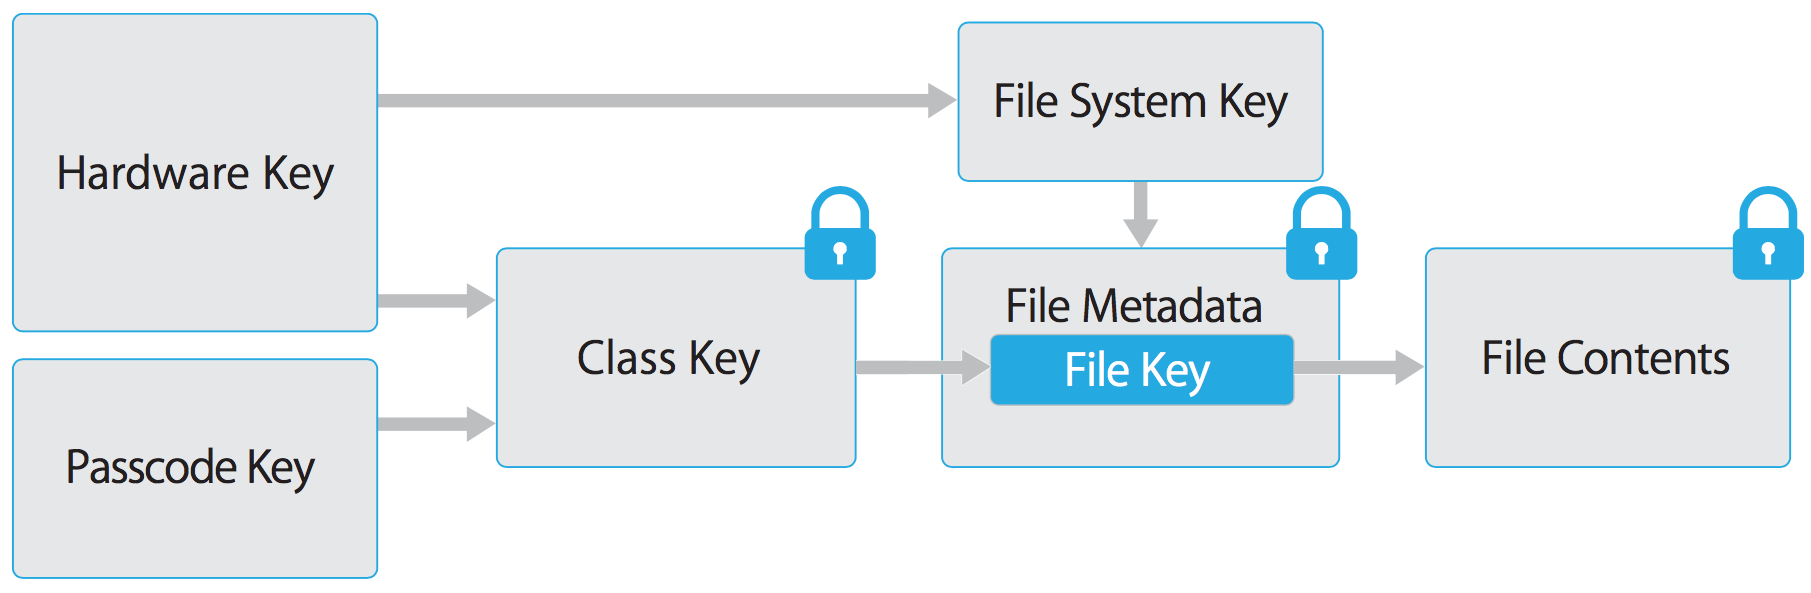 Hardware Key
File System Key
Passcode Key
Class Key
File Metadata
File Key
File Contents